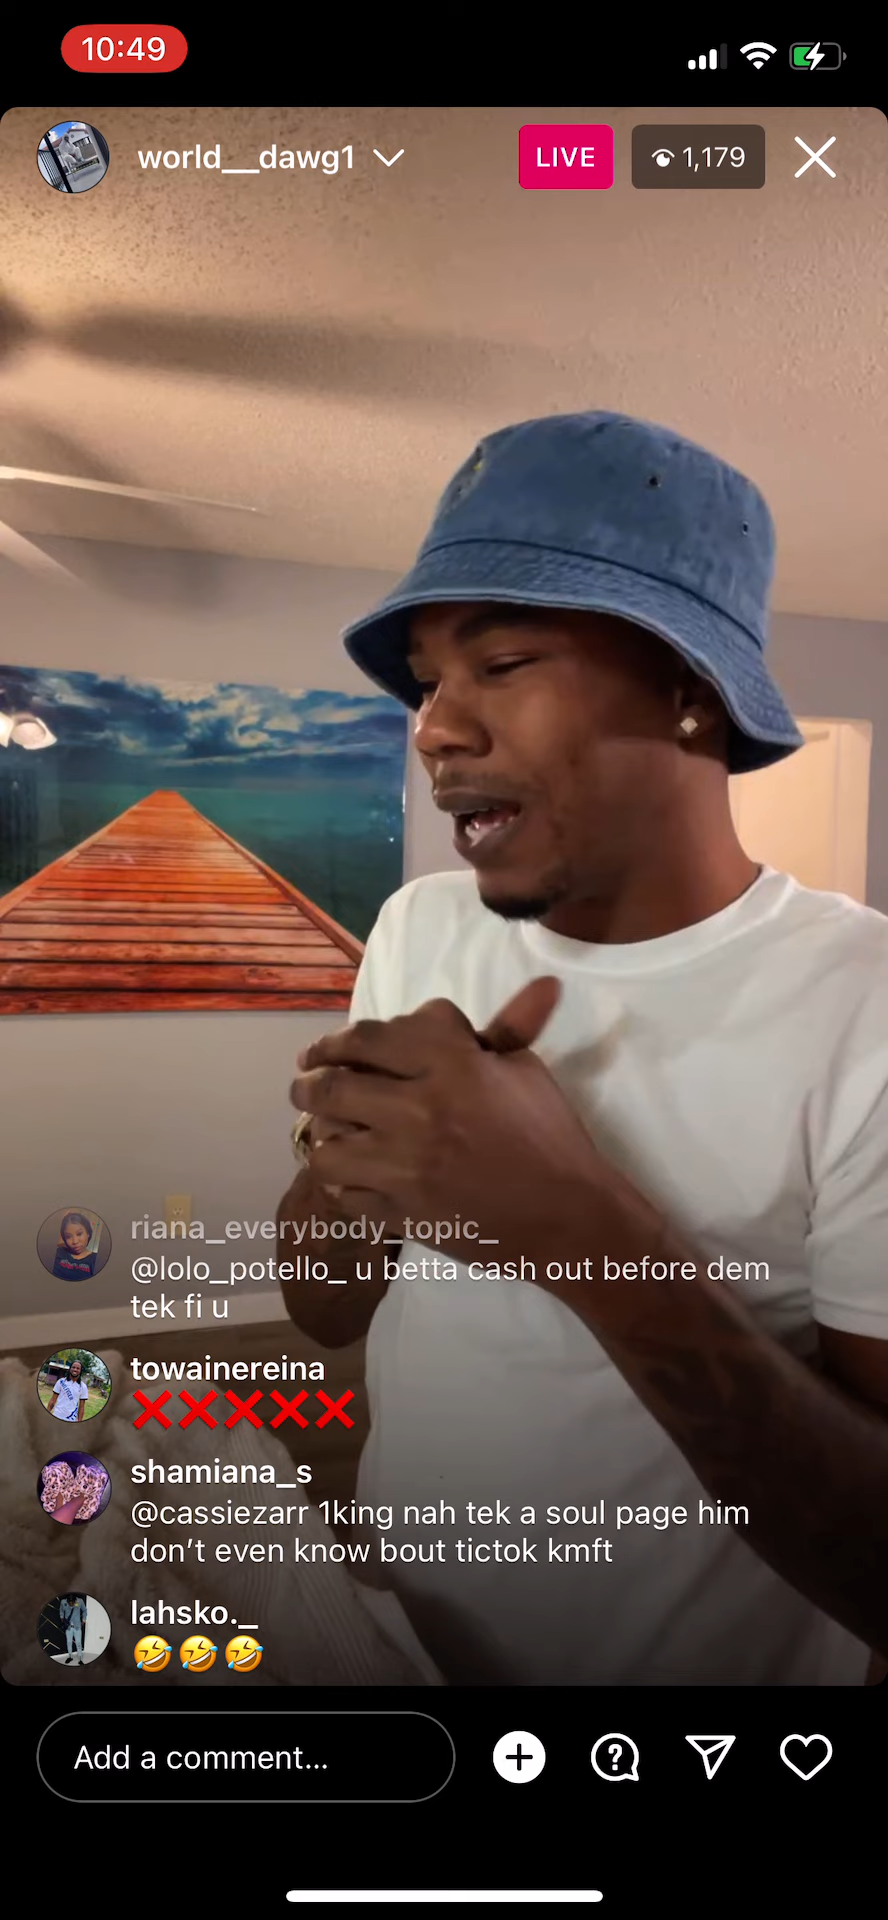 10:49
world__dawg1
LIVE
1,179
riana_everybody_topic_
@lolo_potello_ u betta cash out before dem
tek fi u
towainereina
❌❌❌❌❌
shamiana_s
@cassiezarr 1king nah tek a soul page him
don’t even know bout tictok kmft
lahsko._
🤣🤣🤣
Add a comment...